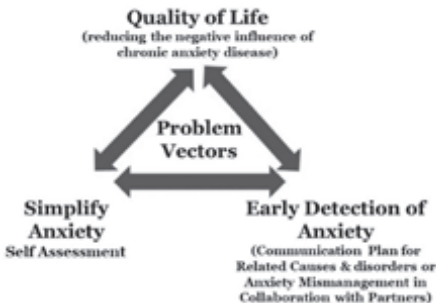 Quality of Life
(reducing the negative influence of
chronic anxiety disease)
Problem
Vectors
Simplify
Anxiety
Self Assessment
Early Detection of
Anxiety
(Communication Plan for
Related Causes & disorders or
Anxiety Mismanagement in
Collaboration with Partners)